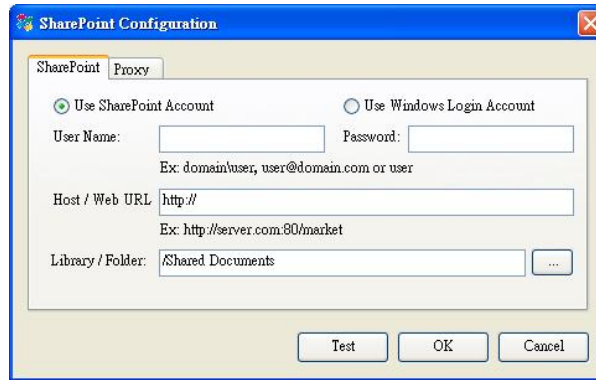 SharePoint Configuration
SharePoint Proxy
Use SharePoint Account Use Windows Login Account
User Name: Password:
Ex: domain\user, user@domain.com or user
Host / Web URL http://
Ex: http://server.com:80/market
Library / Folder: /Shared Documents ...
Test OK Cancel